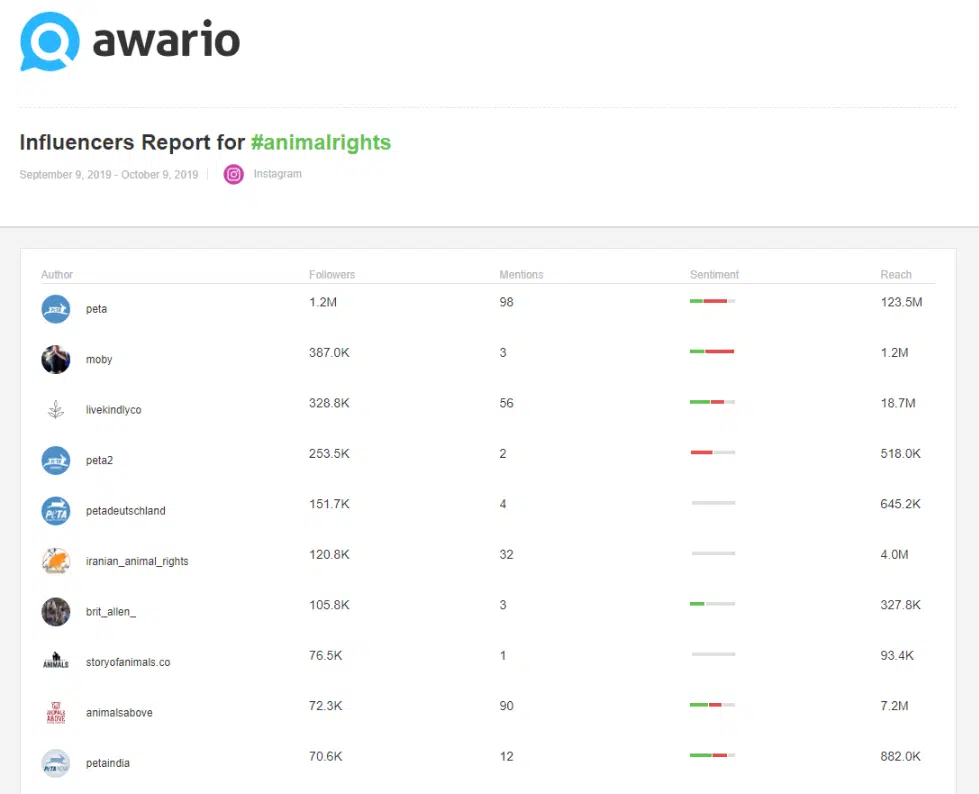 awario
Influencers Report for #animalrights
September 9, 2019 - October 9, 2019 Instagram
Author Followers Mentions Sentiment Reach
peta 1.2M 98 123.5M
moby 387.0K 3 1.2M
livekindlyco 328.8K 56 18.7M
peta2 253.5K 2 518.0K
PETA
petadeutschland 151.7K 4 645.2K
iranian_animal_rights 120.8K 32 4.0M
brit_allen_ 105.8K 3 327.8K
ANIMALS
storyofanimals.co 76.5K 1 93.4K
ANIMALS
ABOVE
animalsabove 72.3K 90 7.2M
petaindia 70.6K 12 882.0K